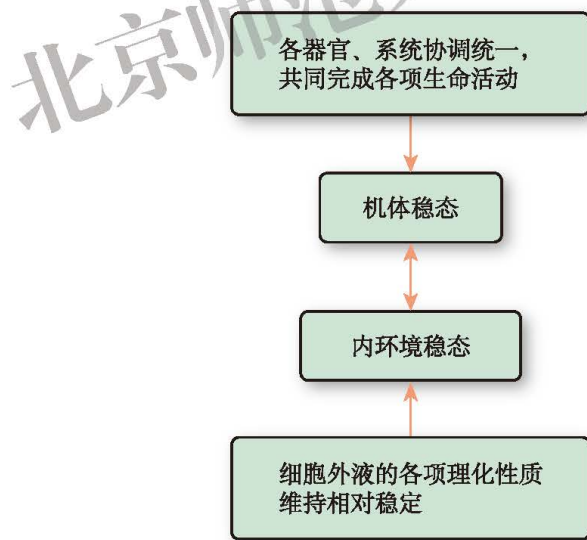 北京师范
各器官、系统协调统一，
共同完成各项生命活动
机体稳态
内环境稳态
细胞外液的各项理化性质
维持相对稳定